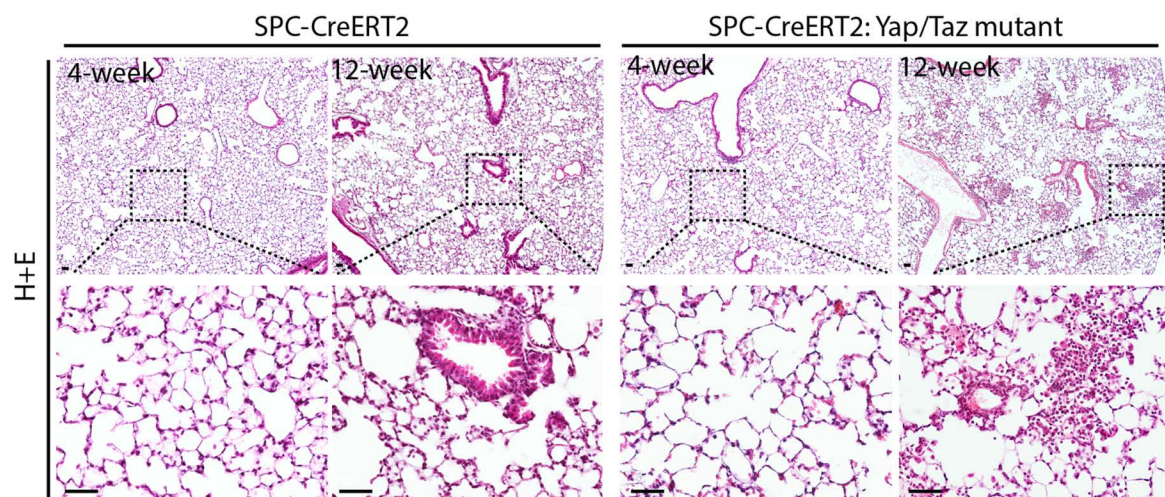 SPC-CreERT2
SPC-CreERT2: Yap/Taz mutant
4-week
12-week
4-week
12-week
H+E